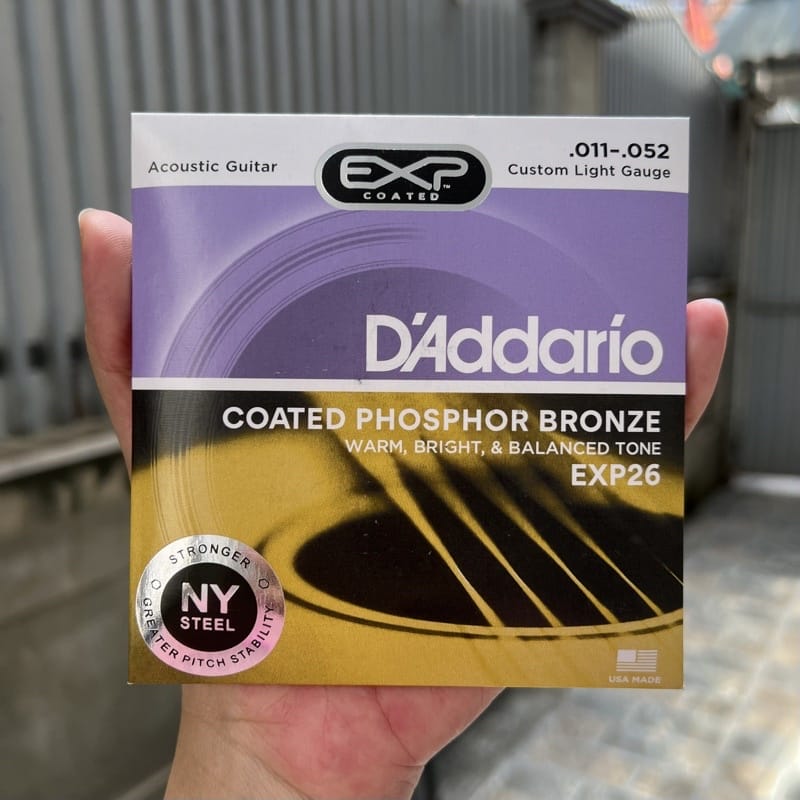 Acoustic Guitar
EXP™
COATED
.011-.052
Custom Light Gauge
D'Addario
COATED PHOSPHOR BRONZE
WARM, BRIGHT, & BALANCED TONE
EXP26
STRONGER
NY
STEEL
GREATER PITCH STABILITY
USA MADE